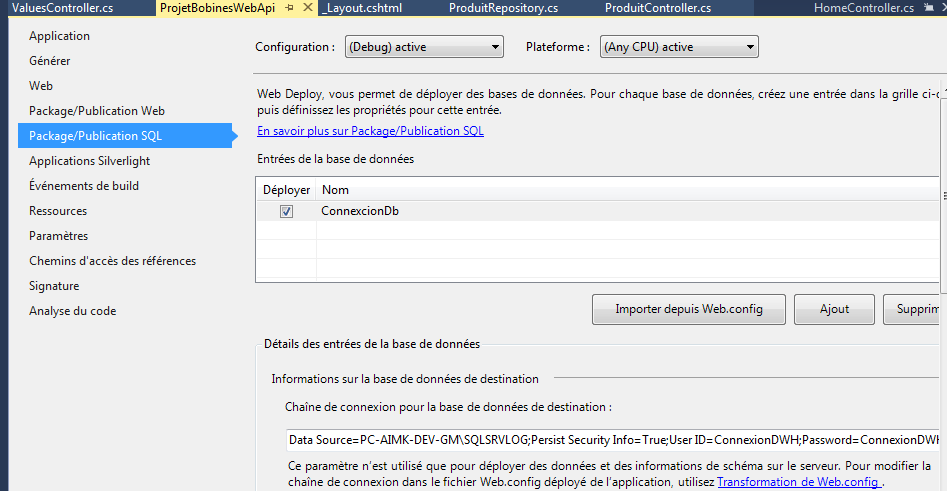 ValuesController.cs ProjetBobinesWebApi _Layout.cshtml ProduitRepository.cs ProduitController.cs HomeController.cs
Application
Générer
Web
Package/Publication Web
Package/Publication SQL
Applications Silverlight
Événements de build
Ressources
Paramètres
Chemins d'accès des références
Signature
Analyse du code
Configuration : (Debug) active Plateforme : (Any CPU) active
Web Deploy, vous permet de déployer des bases de données. Pour chaque base de données, créez une entrée dans la grille ci-d
puis définissez les propriétés pour cette entrée.
En savoir plus sur Package/Publication SQL
Entrées de la base de données
Déployer Nom
ConnexcionDb
Importer depuis Web.config Ajout Supprim
Détails des entrées de la base de données
Informations sur la base de données de destination
Chaîne de connexion pour la base de données de destination :
Data Source=PC-AIMK-DEV-GM\SQLSRVLOG;Persist Security Info=True;User ID=ConnexionDWH;Password=ConnexionDWH
Ce paramètre n'est utilisé que pour déployer des données et des informations de schéma sur le serveur. Pour modifier la
chaîne de connexion dans le fichier Web.config déployé de l'application, utilisez Transformation de Web.config .